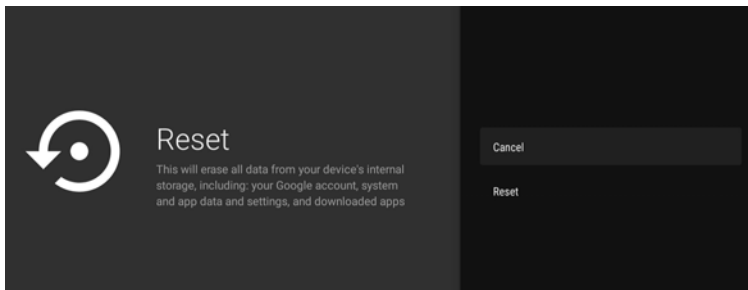 Reset
This will erase all data from your device's internal
storage, including: your Google account, system
and app data and settings, and downloaded apps
Cancel
Reset